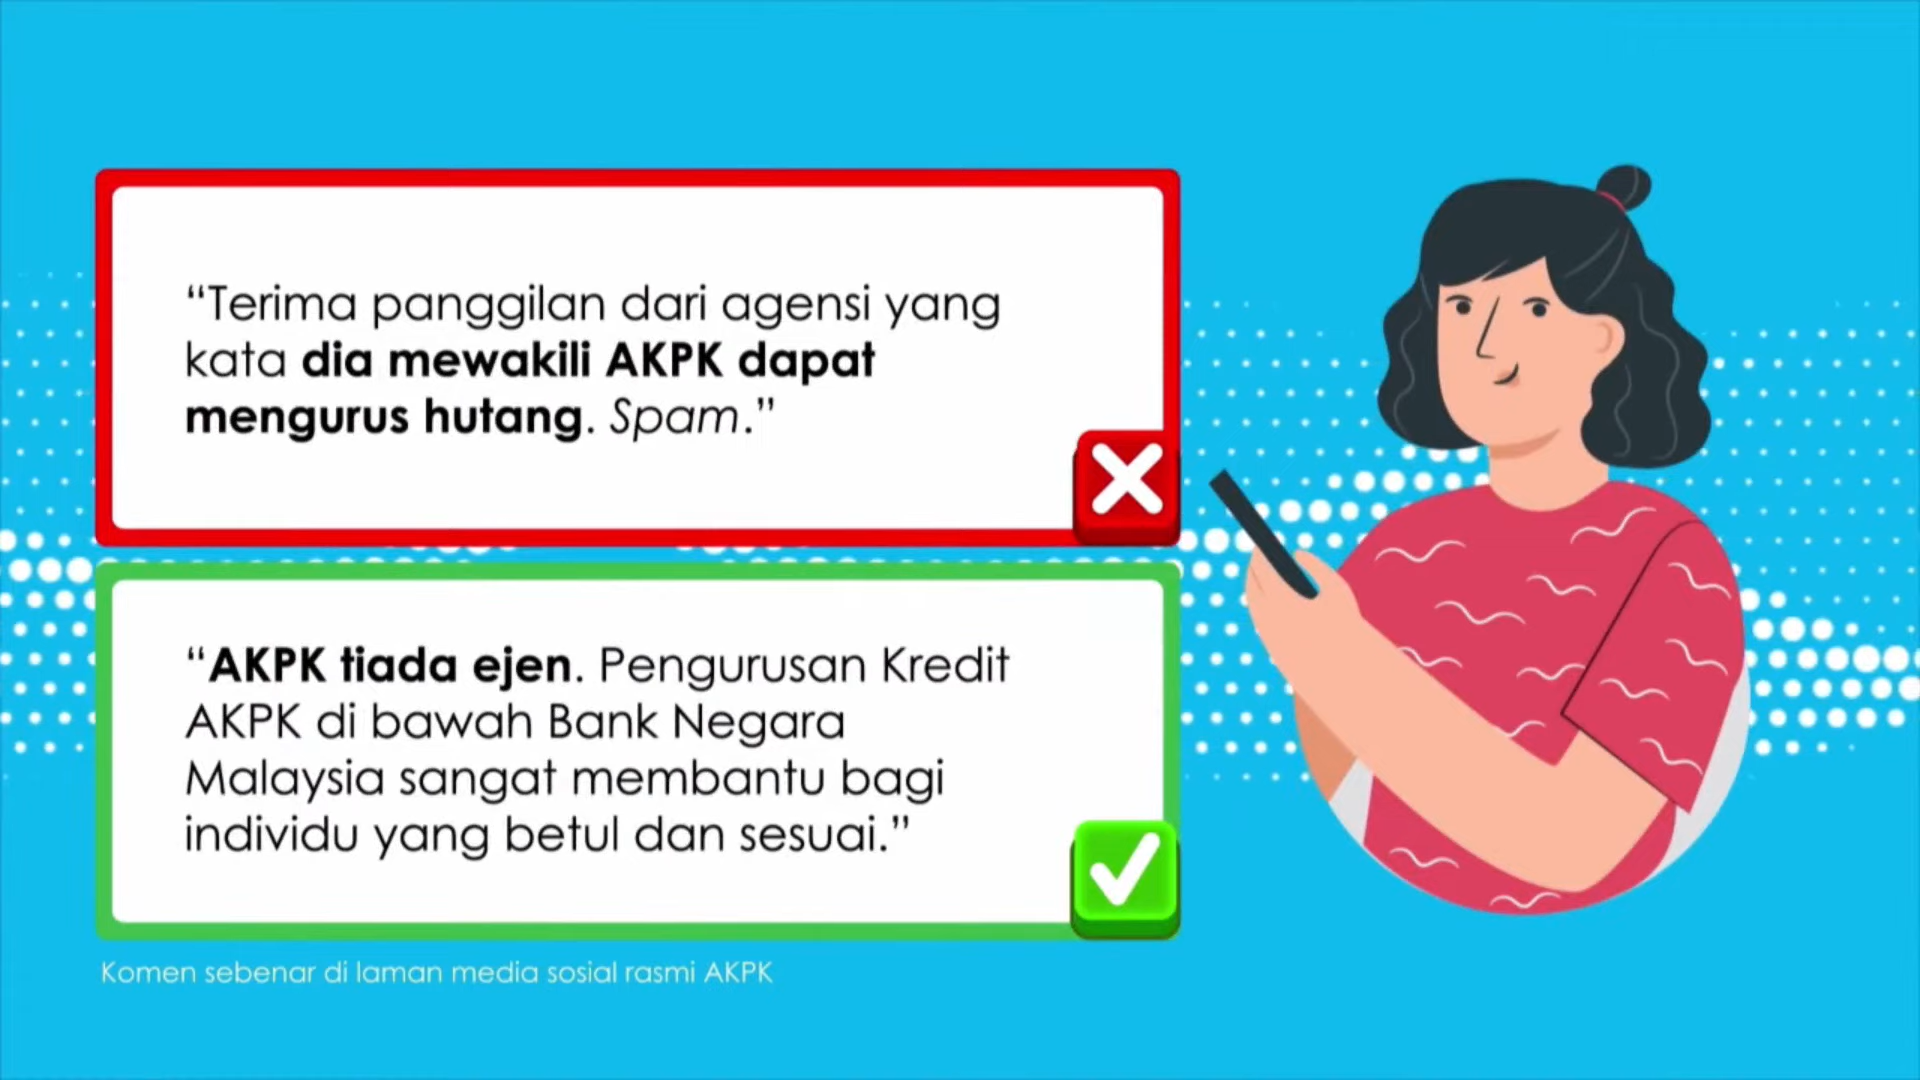 “Terima panggilan dari agensi yang
kata dia mewakili AKPK dapat
mengurus hutang. Spam.”
“AKPK tiada ejen. Pengurusan Kredit
AKPK di bawah Bank Negara
Malaysia sangat membantu bagi
individu yang betul dan sesuai.”
Komen sebenar di laman media sosial rasmi AKPK